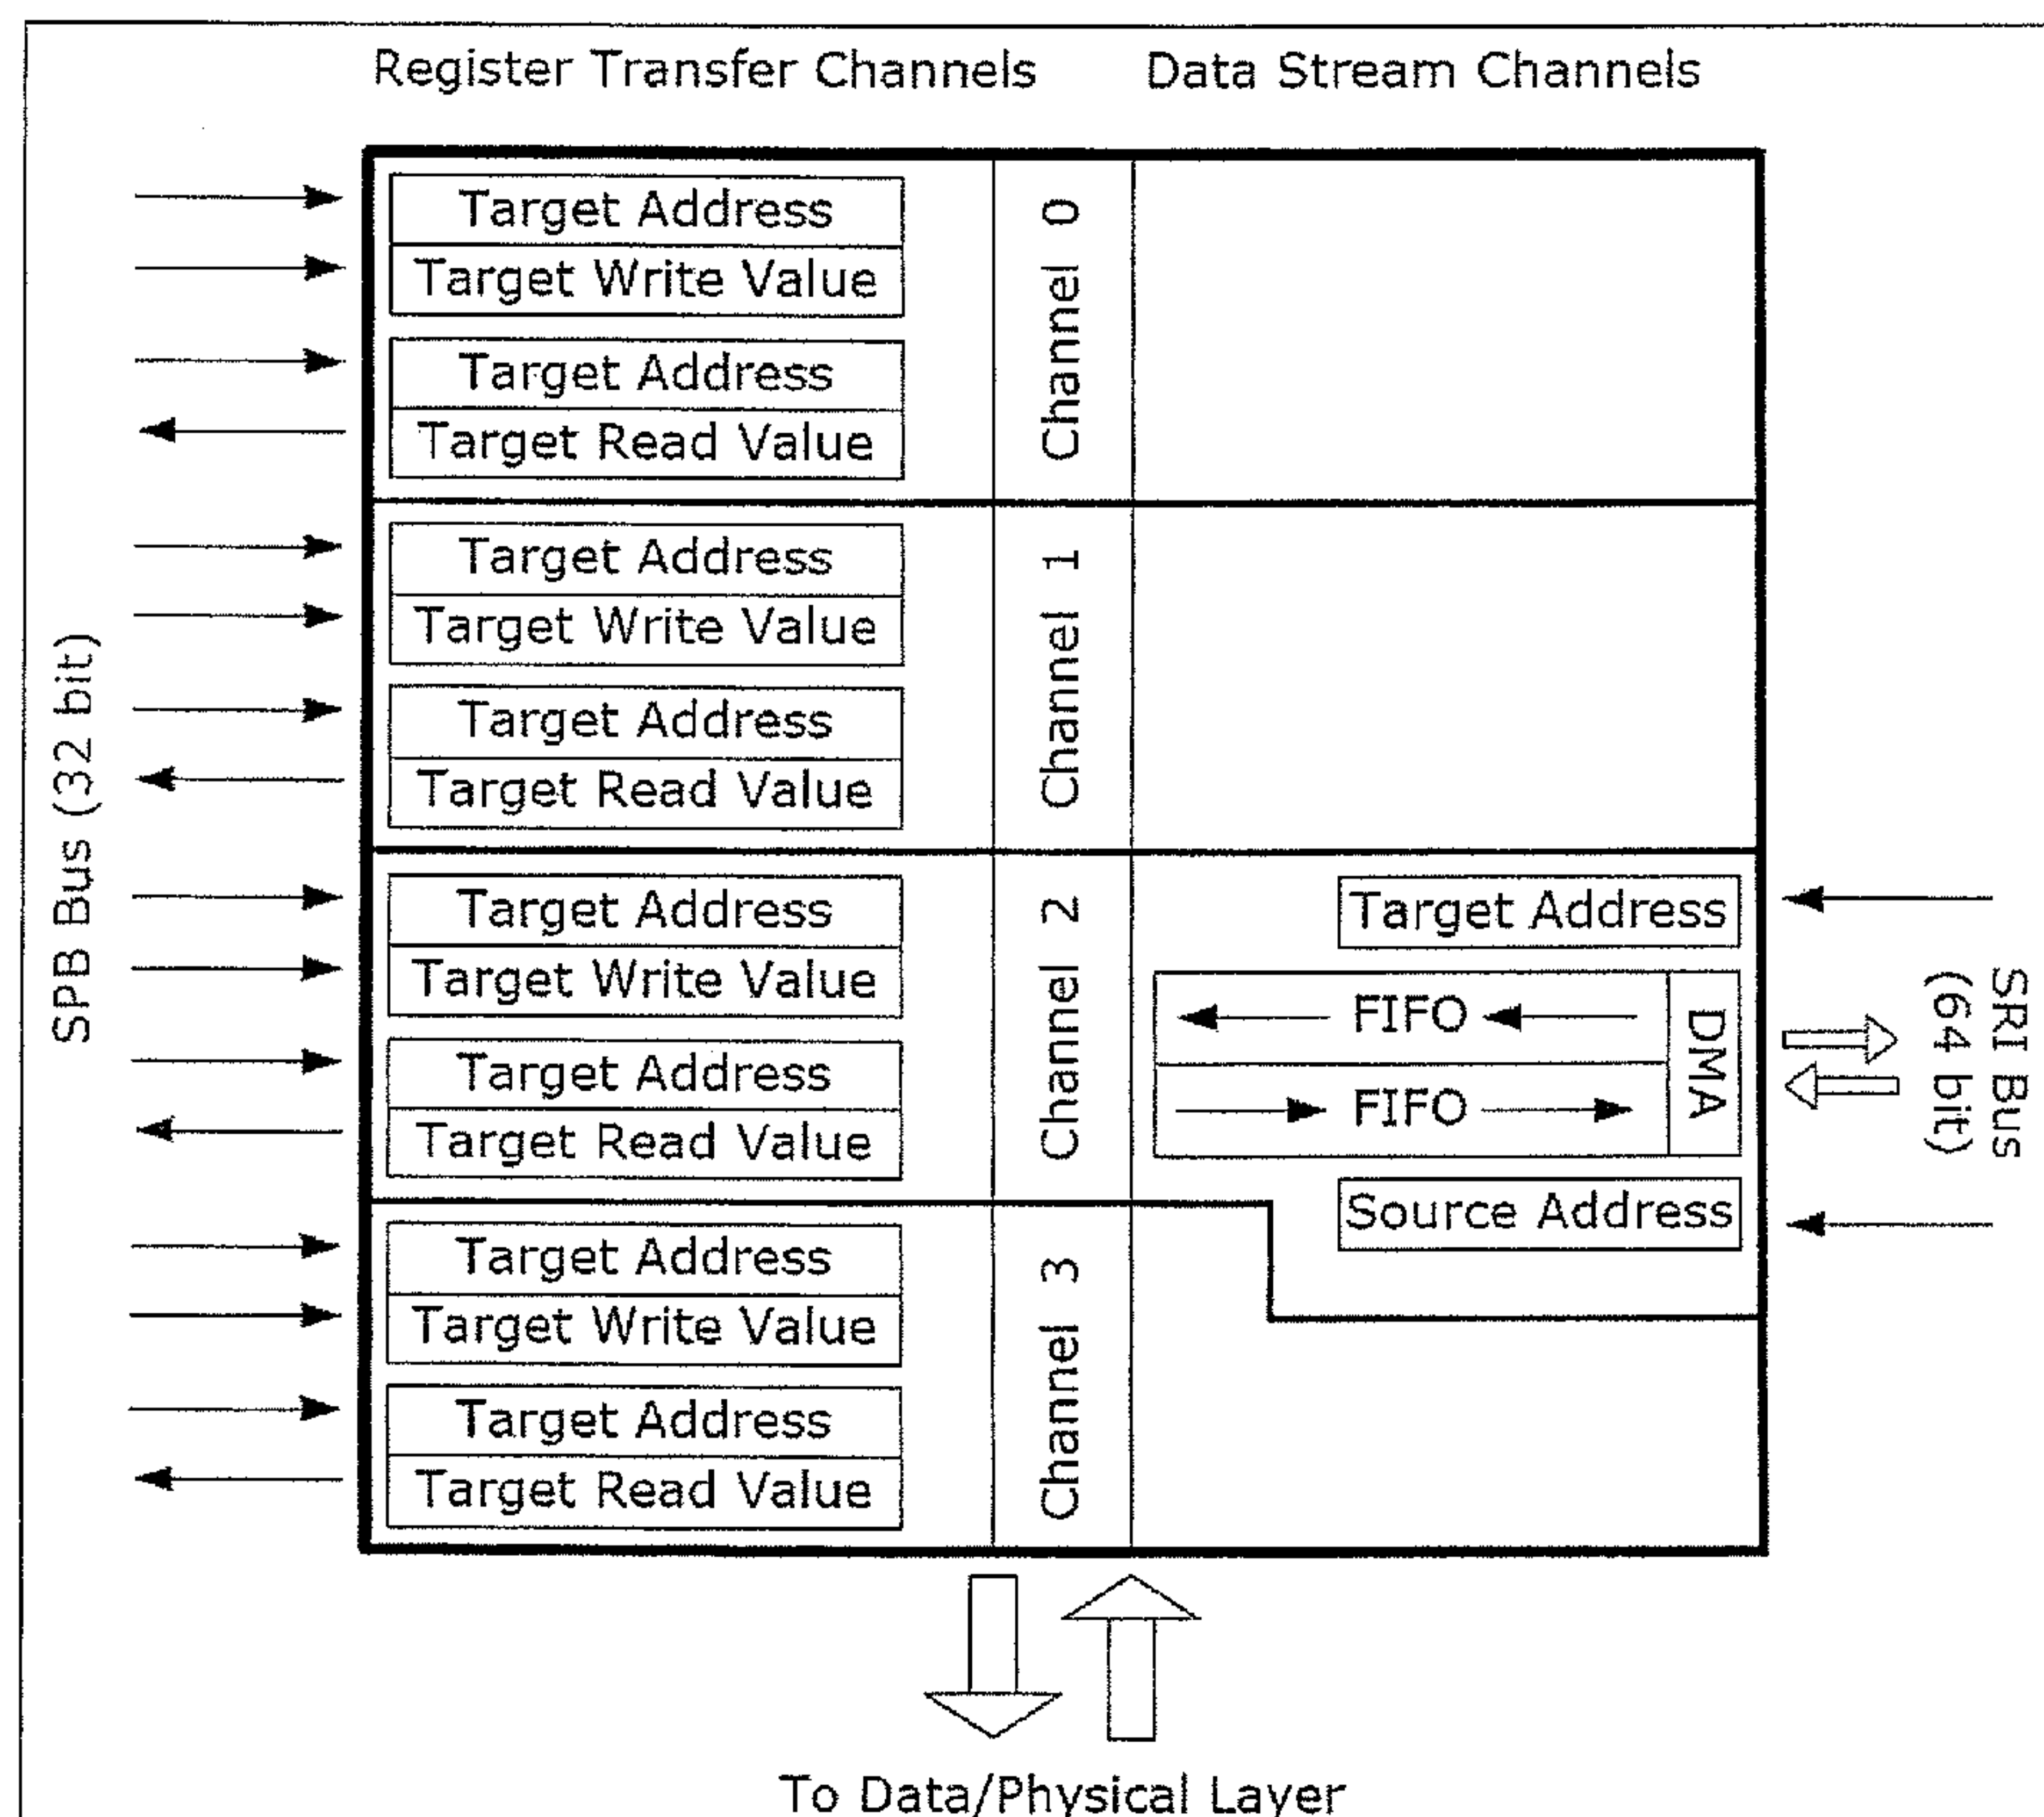 Register Transfer Channels
Data Stream Channels
SPB Bus (32 bit)
Target Address
Target Write Value
Target Address
Target Read Value
Channel 0
Target Address
Target Write Value
Target Address
Target Read Value
Channel 1
Target Address
Target Write Value
Target Address
Target Read Value
Channel 2
Target Address
FIFO
FIFO
DMA
Source Address
SRI Bus
(64 bit)
Target Address
Target Write Value
Target Address
Target Read Value
Channel 3
To Data/Physical Layer